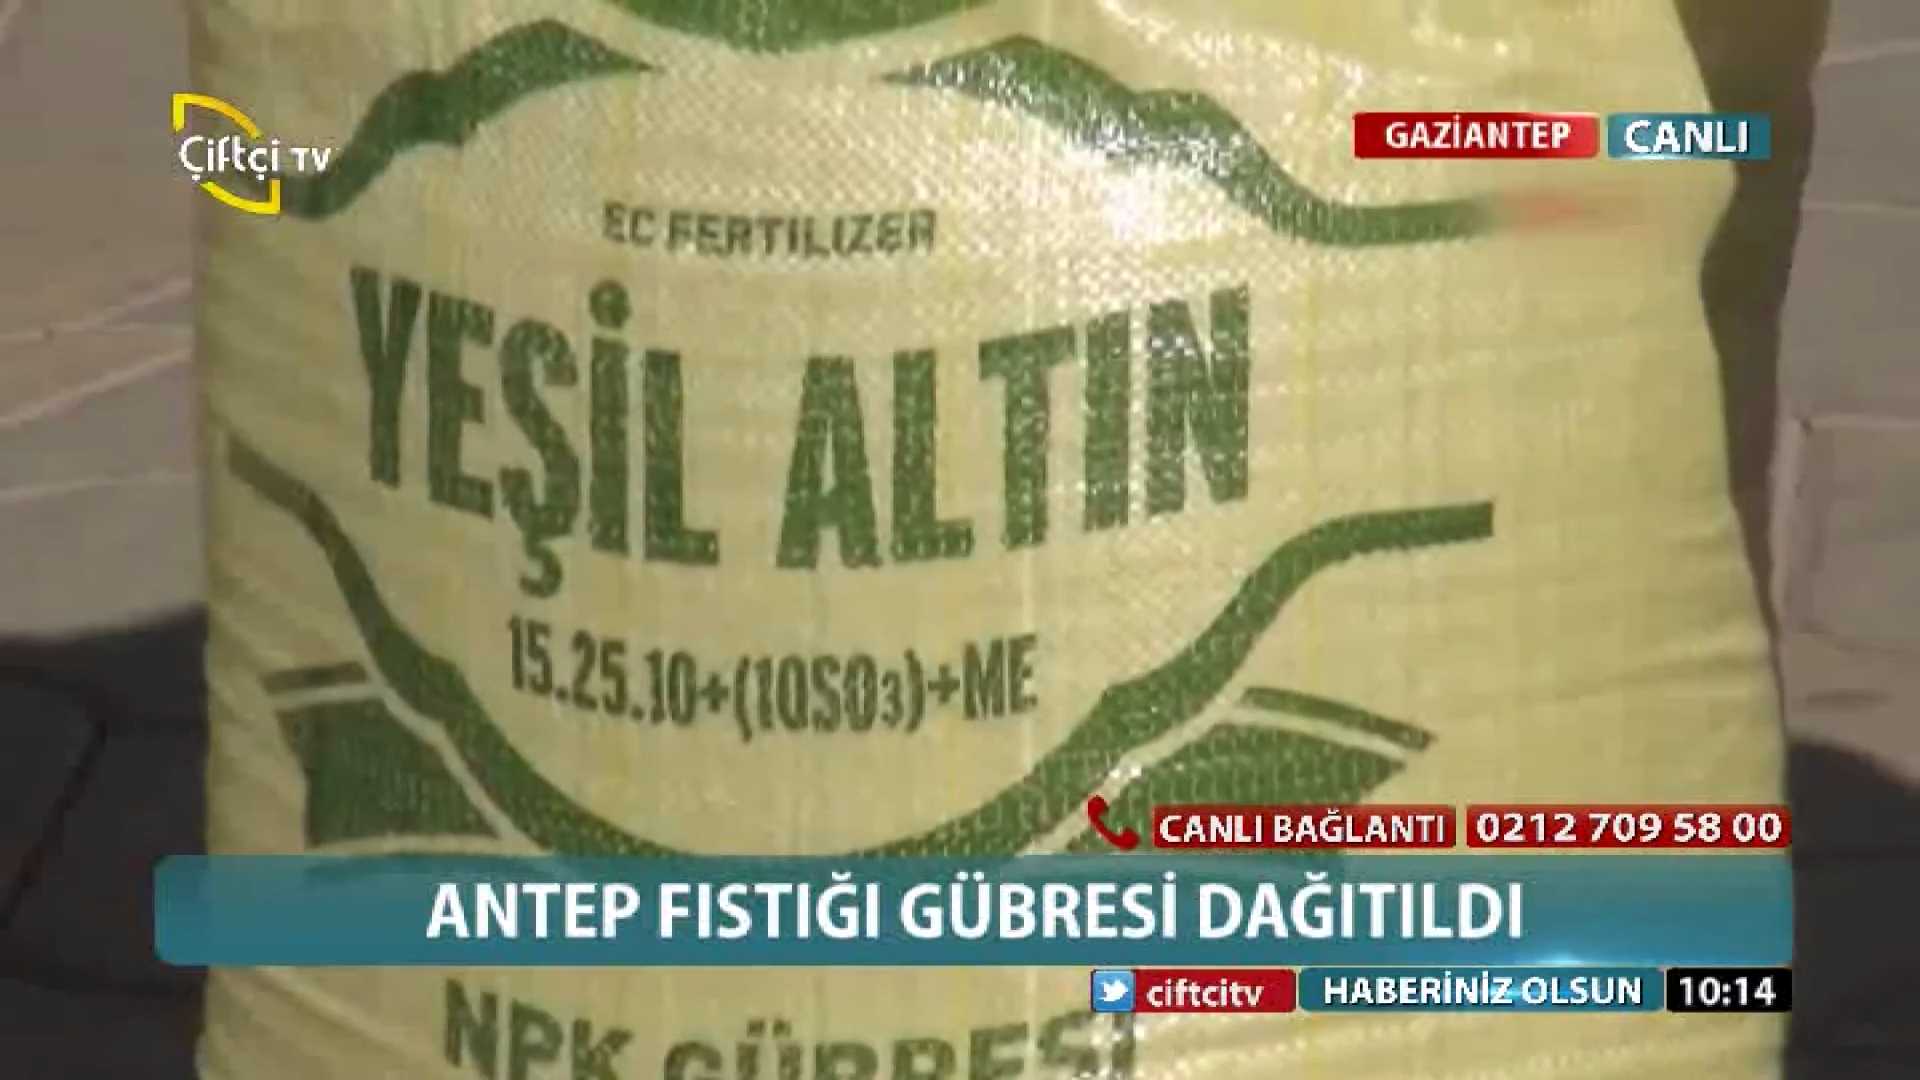 Çiftçi TV
GAZİANTEP CANLI
EC FERTILIZER
YEŞİL ALTIN
15.25.10+(10SO3)+ME
CANLI BAĞLANTI 0212 709 58 00
ANTEP FISTIĞI GÜBRESİ DAĞITILDI
ciftcitv HABERİNİZ OLSUN 10:14
NPK GÜBRESİ